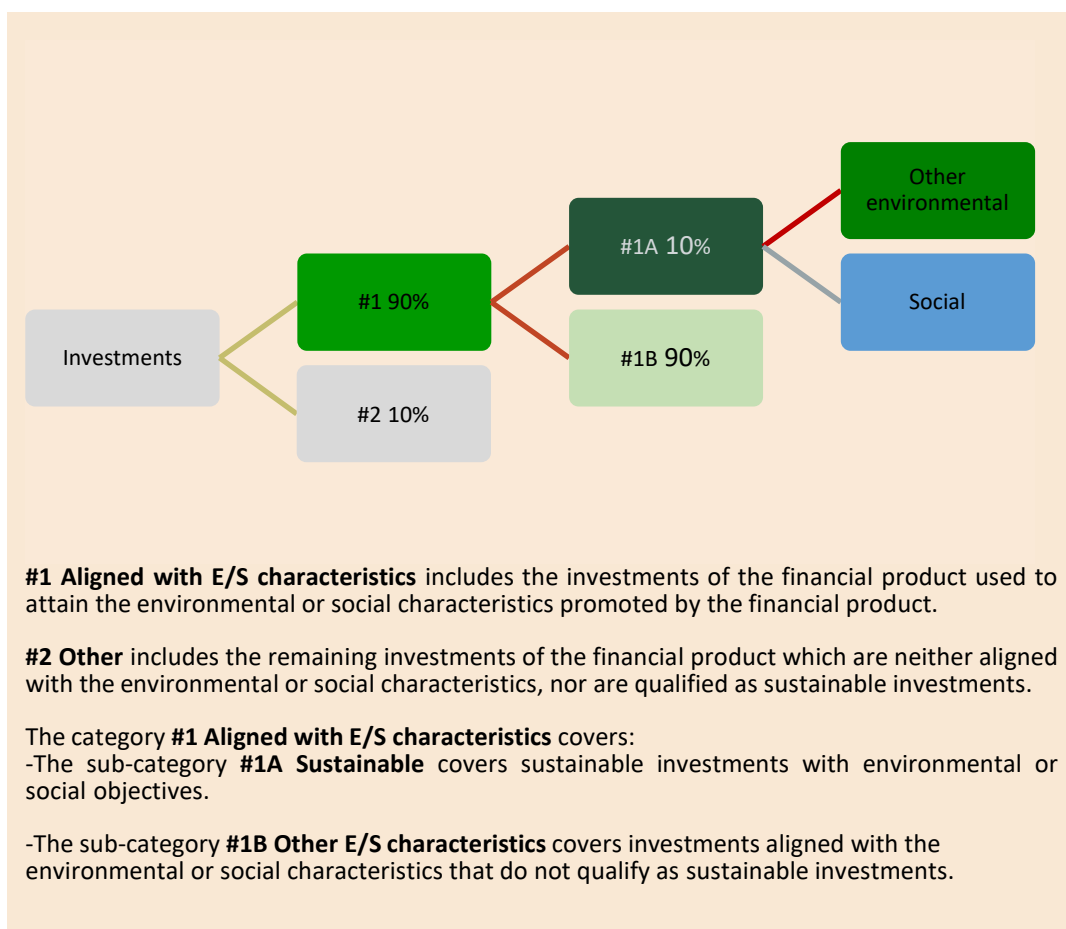 Other
environmental
#1A 10%
#1 90%
Social
Investments
#1B 90%
#2 10%
#1 Aligned with E/S characteristics includes the investments of the financial product used to
attain the environmental or social characteristics promoted by the financial product.
#2 Other includes the remaining investments of the financial product which are neither aligned
with the environmental or social characteristics, nor are qualified as sustainable investments.
The category #1 Aligned with E/S characteristics covers:
-The sub-category #1A Sustainable covers sustainable investments with environmental or
social objectives.
-The sub-category #1B Other E/S characteristics covers investments aligned with the
environmental or social characteristics that do not qualify as sustainable investments.